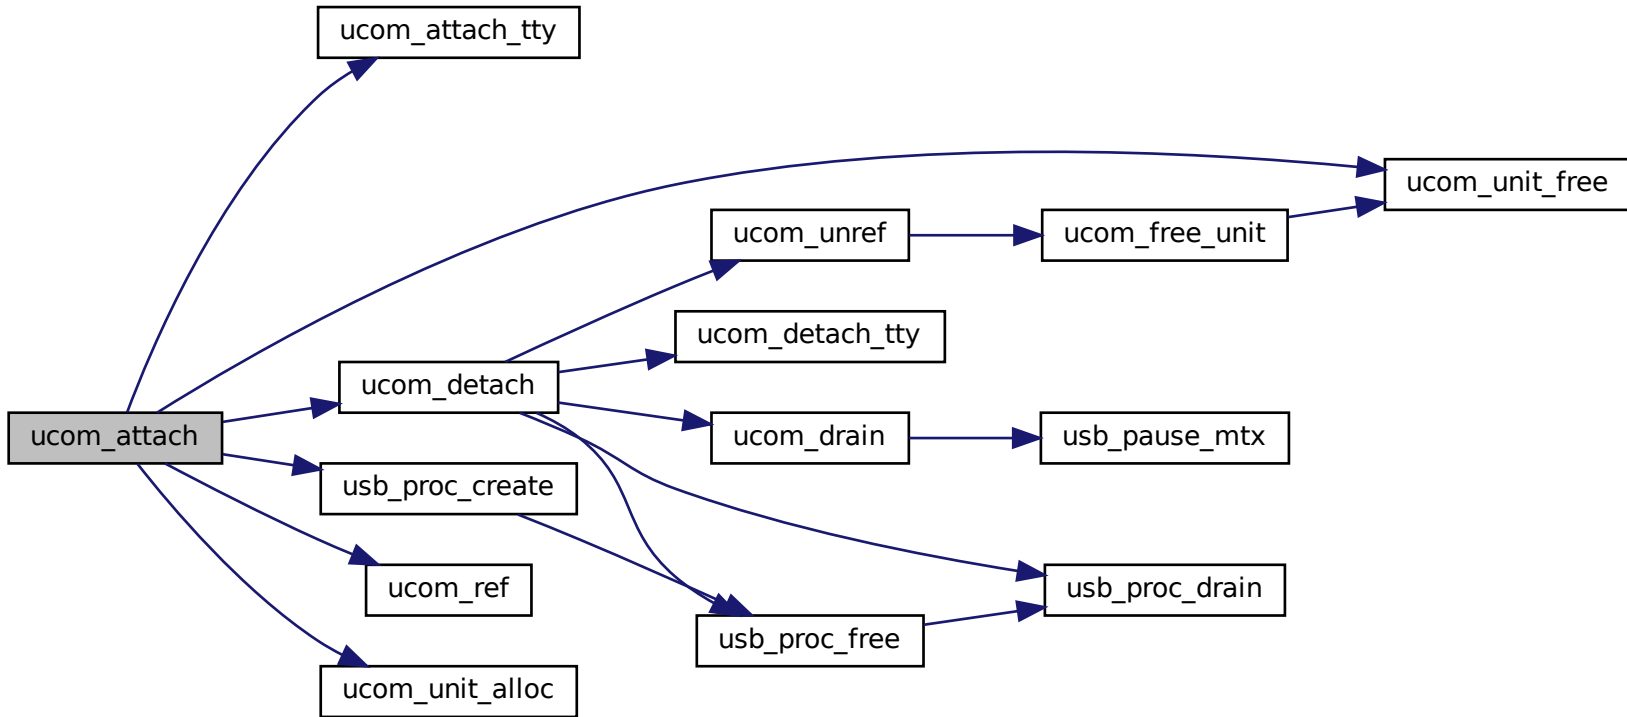 ucom_attach_tty
ucom_unit_free
ucom_unref
ucom_free_unit
ucom_detach_tty
ucom_detach
ucom_attach
ucom_drain
usb_pause_mtx
usb_proc_create
ucom_ref
usb_proc_drain
usb_proc_free
ucom_unit_alloc